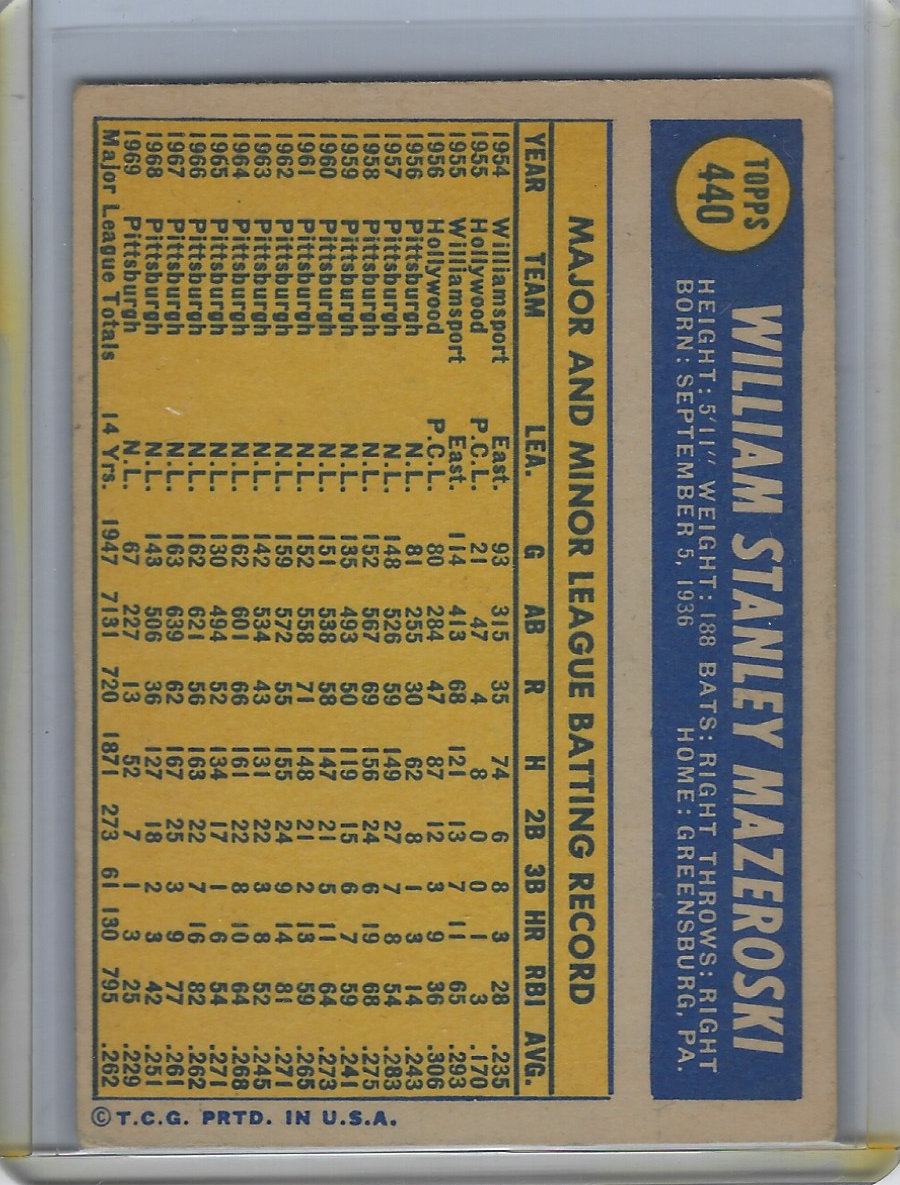 TOPPS
440
WILLIAM STANLEY MAZEROSKI
HEIGHT: 5'11" WEIGHT: 188 BATS: RIGHT THROWS: RIGHT
BORN: SEPTEMBER 5, 1936 HOME: GREENSBURG, PA.
MAJOR AND MINOR LEAGUE BATTING RECORD
YEAR TEAM LEA. G AB R H 2B 3B HR RBI AVG.
1954 Williamsport East. 93 315 35 74 6 8 3 28 .235
1955 Hollywood P.C.L. 21 47 4 8 0 0 1 3 .170
1955 Williamsport East. 114 413 68 121 13 7 11 65 .293
1956 Hollywood P.C.L. 80 284 47 87 12 3 9 36 .306
1956 Pittsburgh N.L. 81 255 30 62 8 1 3 14 .243
1957 Pittsburgh N.L. 148 526 59 149 27 7 8 54 .283
1958 Pittsburgh N.L. 152 567 69 156 24 6 19 68 .275
1959 Pittsburgh N.L. 135 493 50 119 15 6 7 59 .241
1960 Pittsburgh N.L. 151 538 58 147 21 5 11 64 .273
1961 Pittsburgh N.L. 152 558 71 148 21 2 13 59 .265
1962 Pittsburgh N.L. 159 572 55 155 24 9 14 81 .271
1963 Pittsburgh N.L. 142 534 43 131 22 3 8 52 .245
1964 Pittsburgh N.L. 162 601 66 161 22 8 10 64 .268
1965 Pittsburgh N.L. 130 494 52 134 17 1 6 54 .271
1966 Pittsburgh N.L. 162 621 56 163 22 7 16 82 .262
1967 Pittsburgh N.L. 163 639 62 167 25 3 9 77 .261
1968 Pittsburgh N.L. 143 506 36 127 18 2 3 42 .251
1969 Pittsburgh N.L. 67 227 13 52 7 1 3 25 .229
Major League Totals 14 Yrs. 1947 7131 720 1871 273 61 130 795 .262
© T.C.G. PRTD. IN U.S.A.